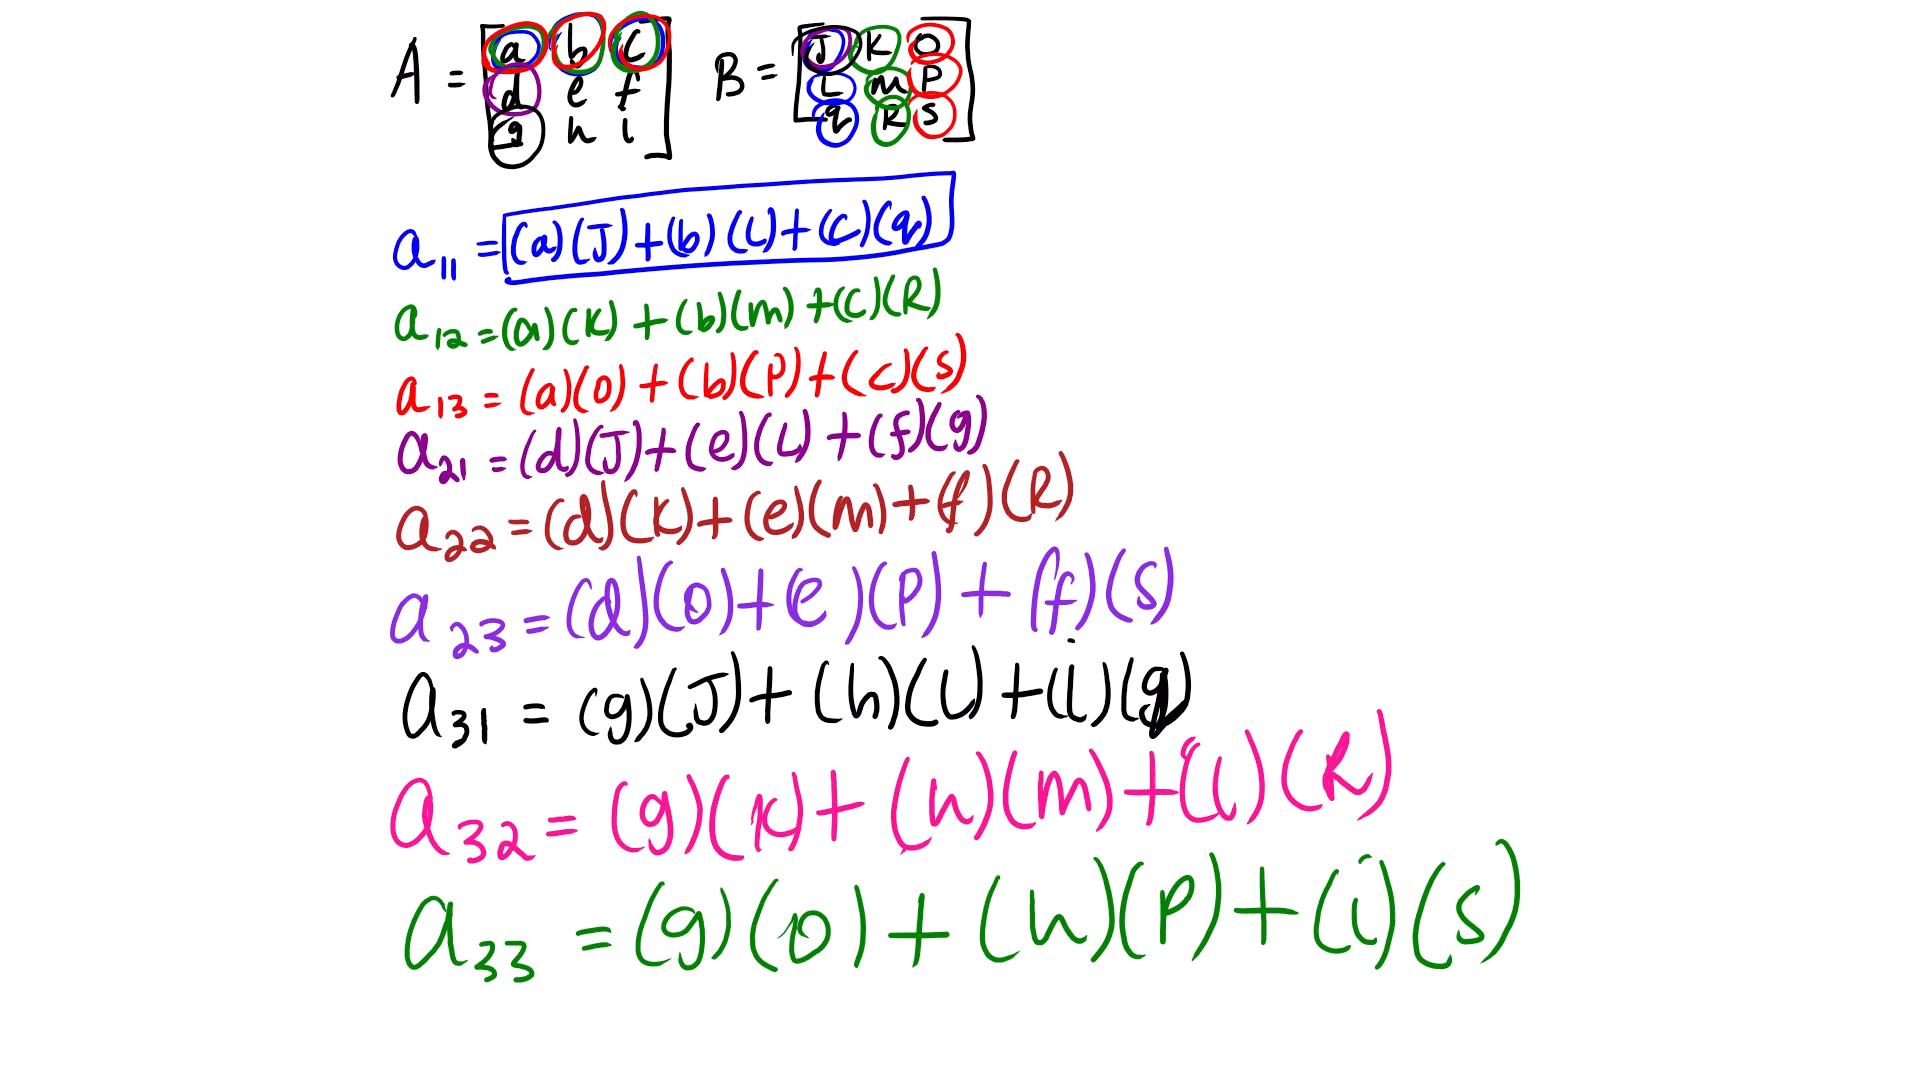 A = [a b c B = [J K O
d e f L m P
g h i] q R S]
a₁₁ = (a)(J)+(b)(L)+(c)(q)
a₁₂ = (a)(K)+(b)(m)+(c)(R)
a₁₃ = (a)(O)+(b)(P)+(c)(S)
a₂₁ = (d)(J)+(e)(L)+(f)(g)
a₂₂ = (d)(K)+(e)(m)+(f)(R)
a₂₃ = (d)(O)+(e)(P)+(f)(S)
a₃₁ = (g)(J)+(h)(L)+(i)(q)
a₃₂ = (g)(K)+(h)(m)+(i)(R)
a₃₃ = (g)(O)+(h)(P)+(i)(S)